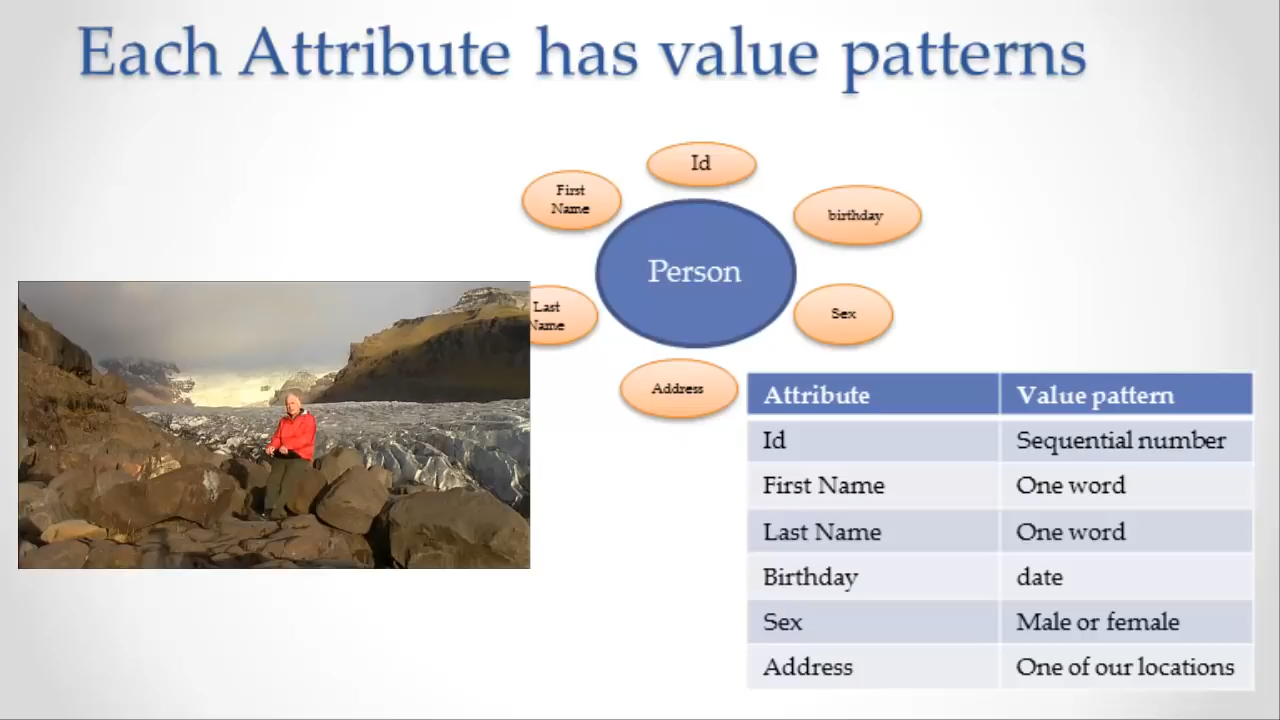 Each Attribute has value patterns
Id
First
Name
birthday
Person
Last
Name
Sex
Address
Attribute Value pattern
Id Sequential number
First Name One word
Last Name One word
Birthday date
Sex Male or female
Address One of our locations